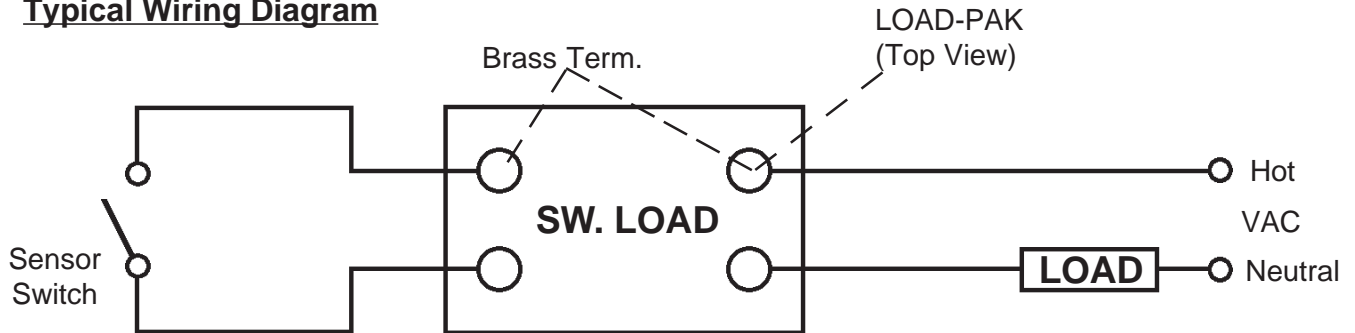 Typical Wiring Diagram
LOAD-PAK
(Top View)
Brass Term.
Hot
SW. LOAD
VAC
Sensor
Switch
LOAD
Neutral